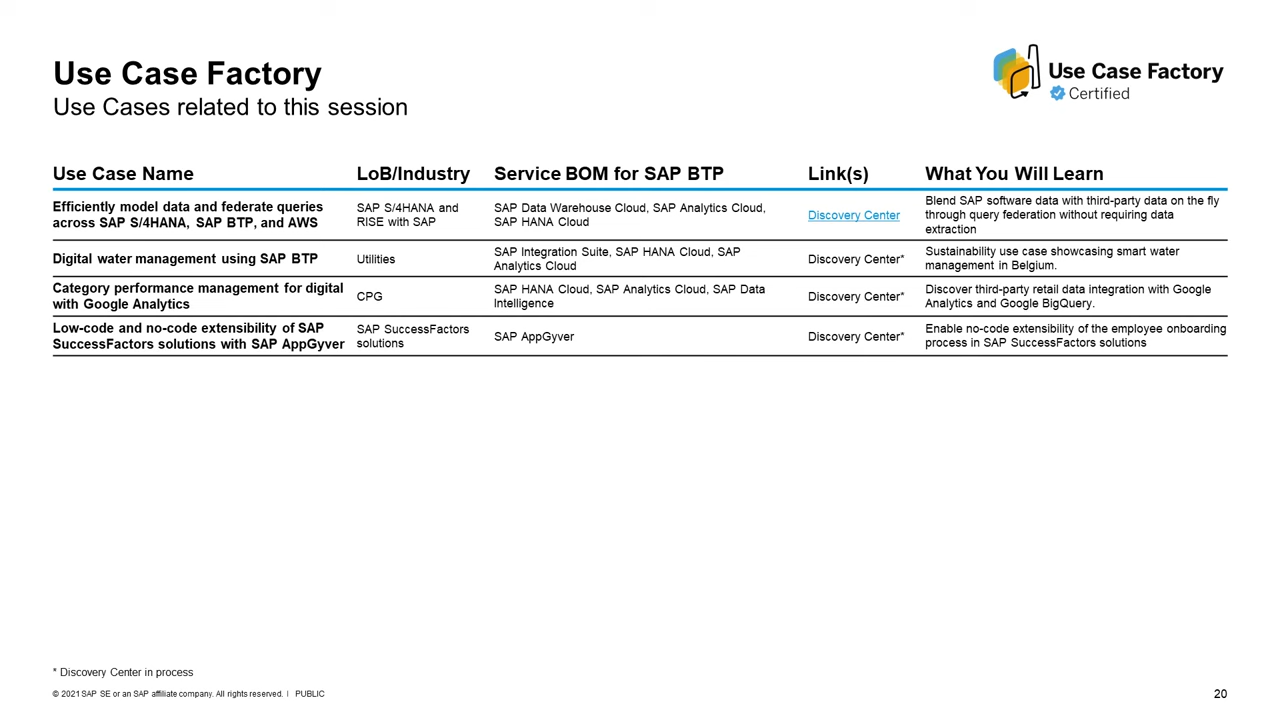 Use Case Factory
Use Cases related to this session
Use Case Factory
Certified
Use Case Name LoB/Industry Service BOM for SAP BTP Link(s) What You Will Learn
Efficiently model data and federate queries
across SAP S/4HANA, SAP BTP, and AWS
SAP S/4HANA and
RISE with SAP
SAP Data Warehouse Cloud, SAP Analytics Cloud,
SAP HANA Cloud
Discovery Center
Blend SAP software data with third-party data on the fly
through query federation without requiring data
extraction
Digital water management using SAP BTP
Utilities
SAP Integration Suite, SAP HANA Cloud, SAP
Analytics Cloud
Discovery Center*
Sustainability use case showcasing smart water
management in Belgium.
Category performance management for digital
with Google Analytics
CPG
SAP HANA Cloud, SAP Analytics Cloud, SAP Data
Intelligence
Discovery Center*
Discover third-party retail data integration with Google
Analytics and Google BigQuery.
Low-code and no-code extensibility of SAP
SuccessFactors solutions with SAP AppGyver
SAP SuccessFactors
solutions
SAP AppGyver
Discovery Center*
Enable no-code extensibility of the employee onboarding
process in SAP SuccessFactors solutions
* Discovery Center in process
© 2021 SAP SE or an SAP affiliate company. All rights reserved. | PUBLIC
20